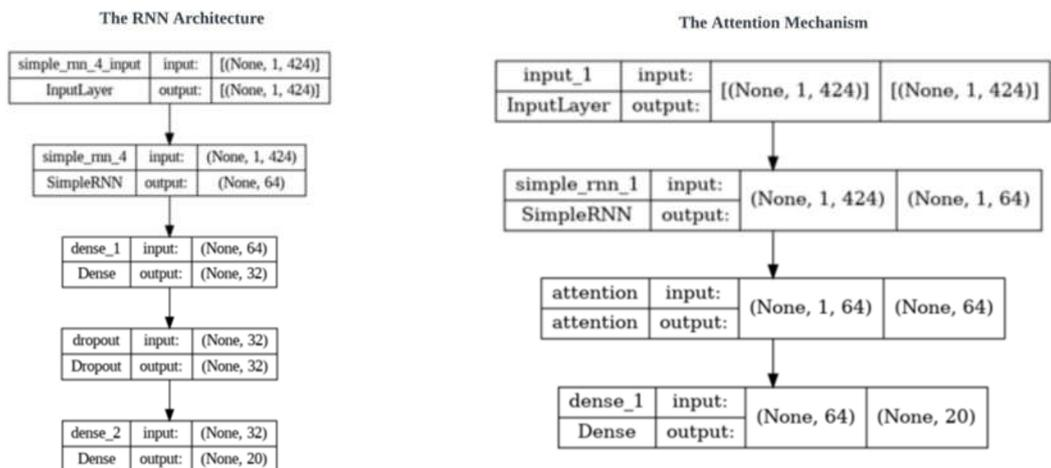 The RNN Architecture
simple_rnn_4_input input: [(None, 1, 424)]
InputLayer output: [(None, 1, 424)]
simple_rnn_4 input: (None, 1, 424)
SimpleRNN output: (None, 64)
dense_1 input: (None, 64)
Dense output: (None, 32)
dropout input: (None, 32)
Dropout output: (None, 32)
dense_2 input: (None, 32)
Dense output: (None, 20)
The Attention Mechanism
input_1 input: [(None, 1, 424)] [(None, 1, 424)]
InputLayer output:
simple_rnn_1 input: (None, 1, 424) (None, 1, 64)
SimpleRNN output:
attention input: (None, 1, 64) (None, 64)
attention output:
dense_1 input: (None, 64) (None, 20)
Dense output: